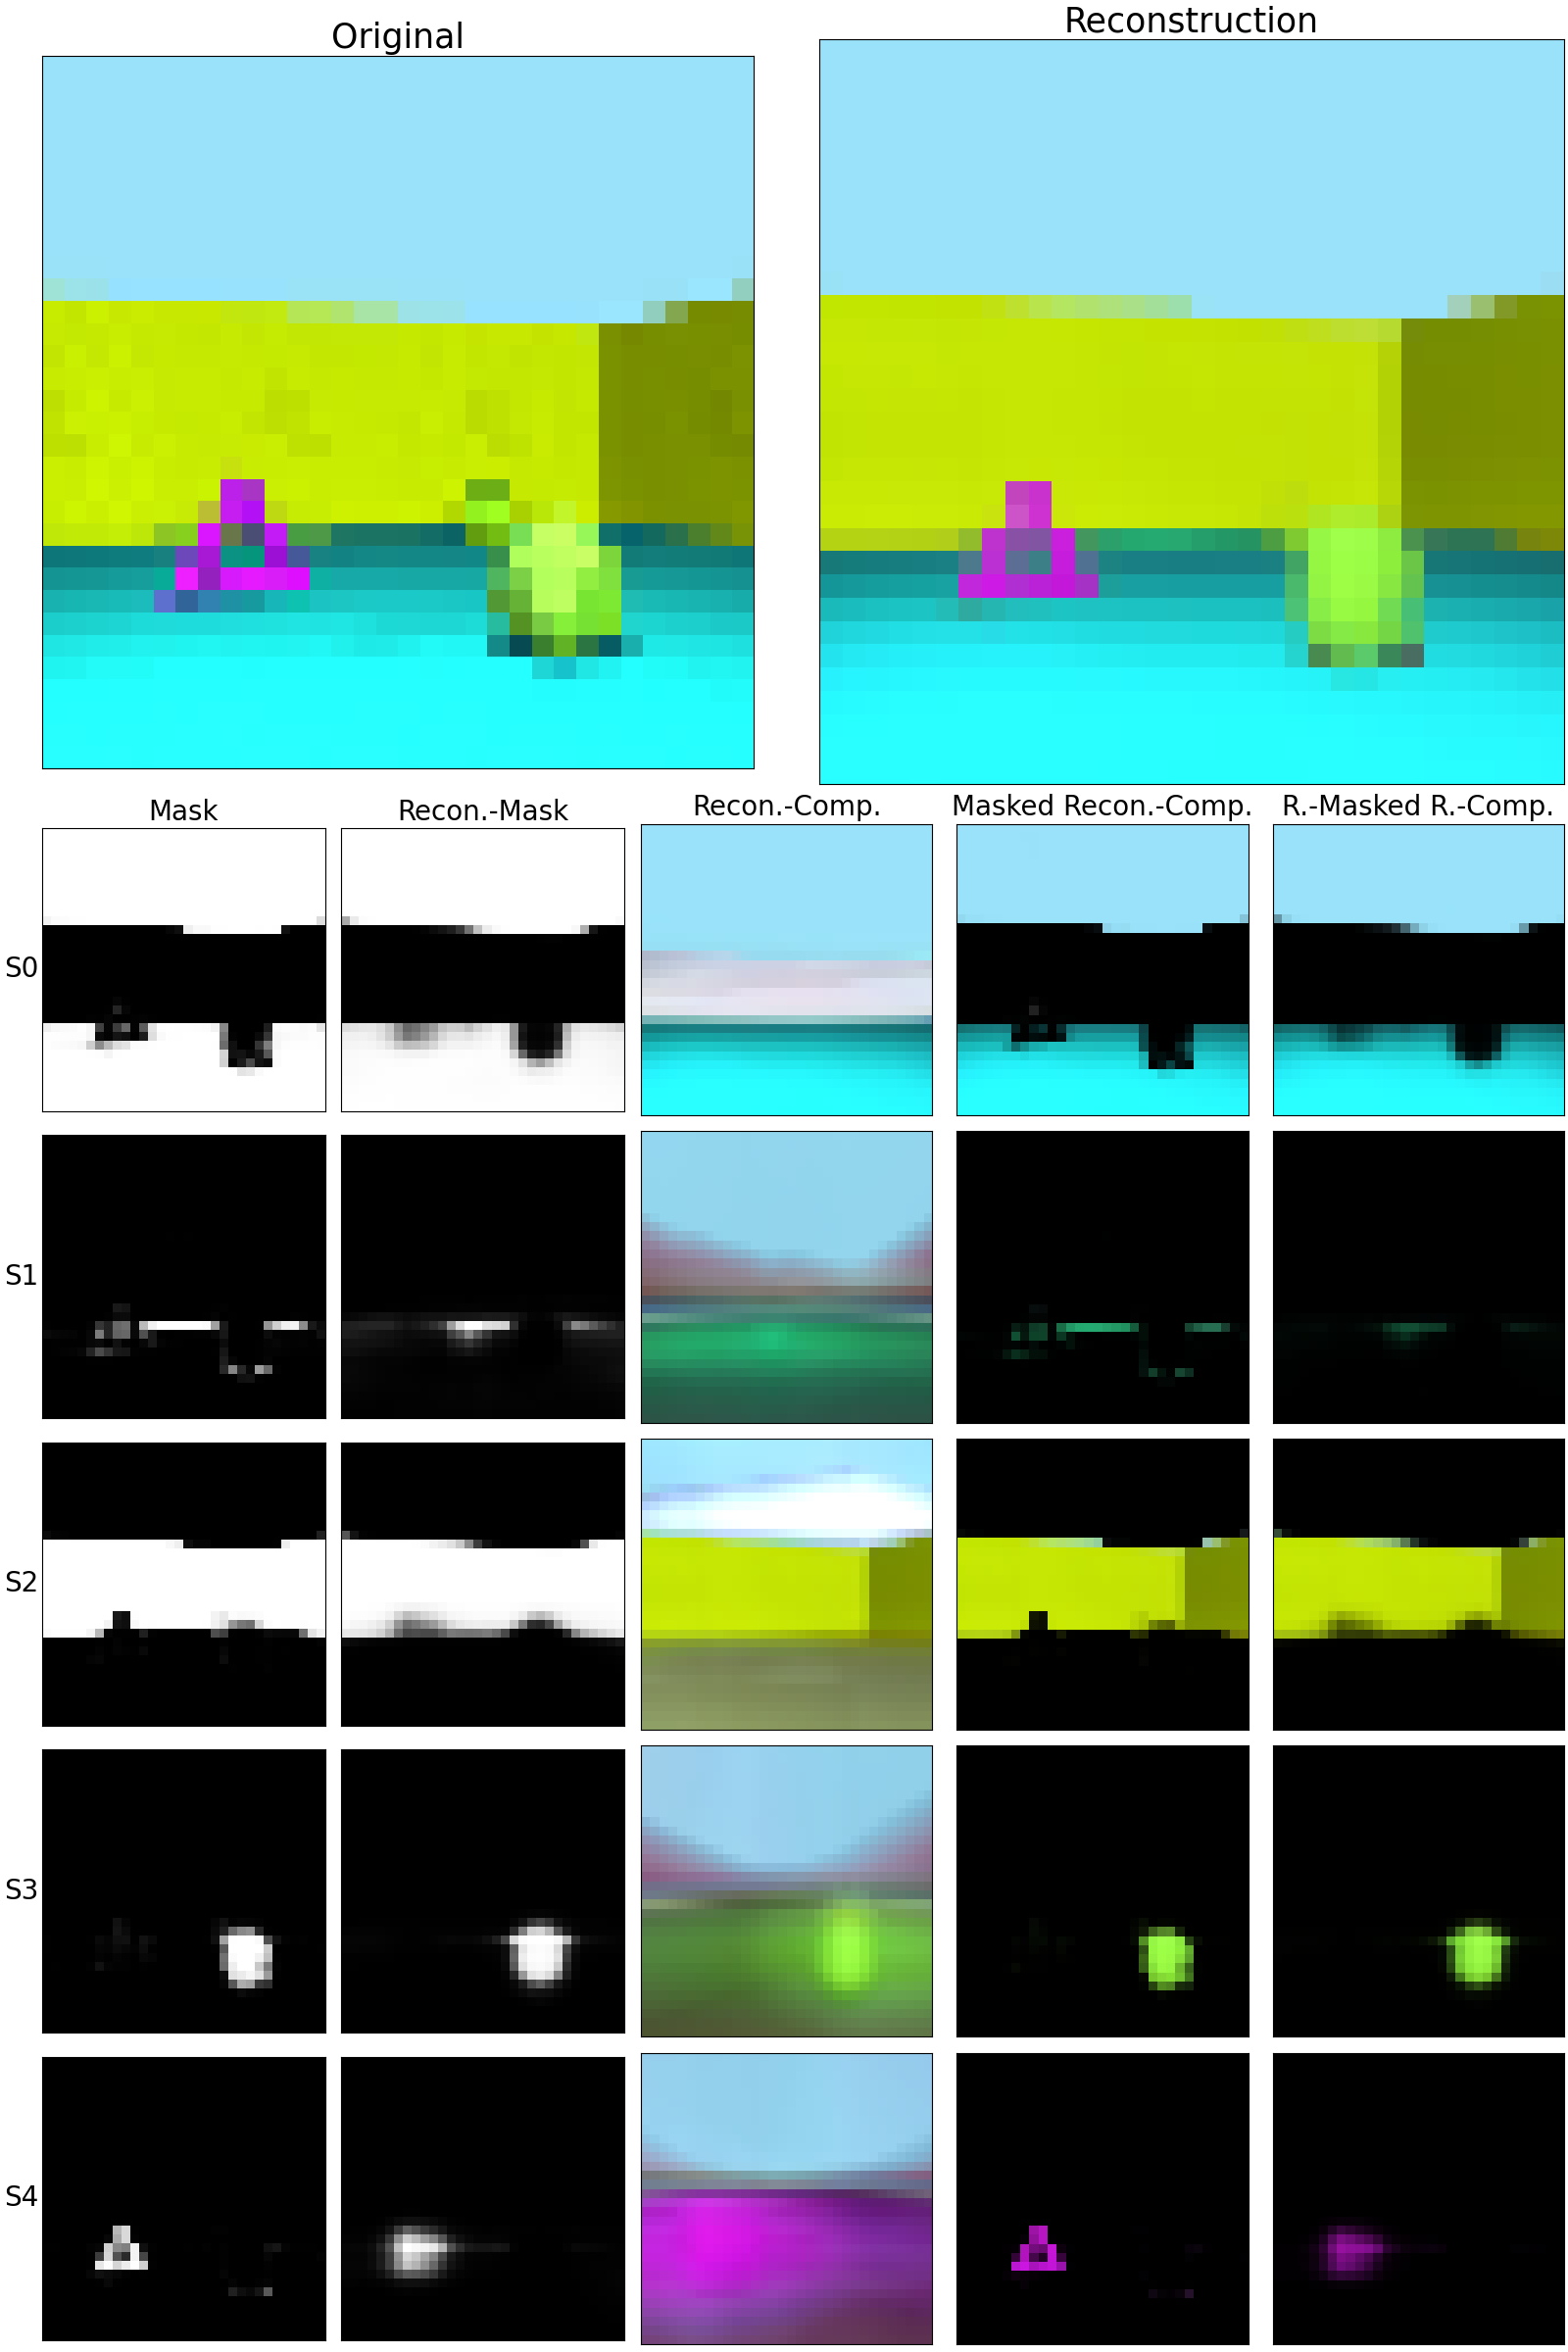 Original
Reconstruction
Mask
Recon.-Mask
Recon.-Comp.
Masked Recon.-Comp.
R.-Masked R.-Comp.
S0
S1
S2
S3
S4